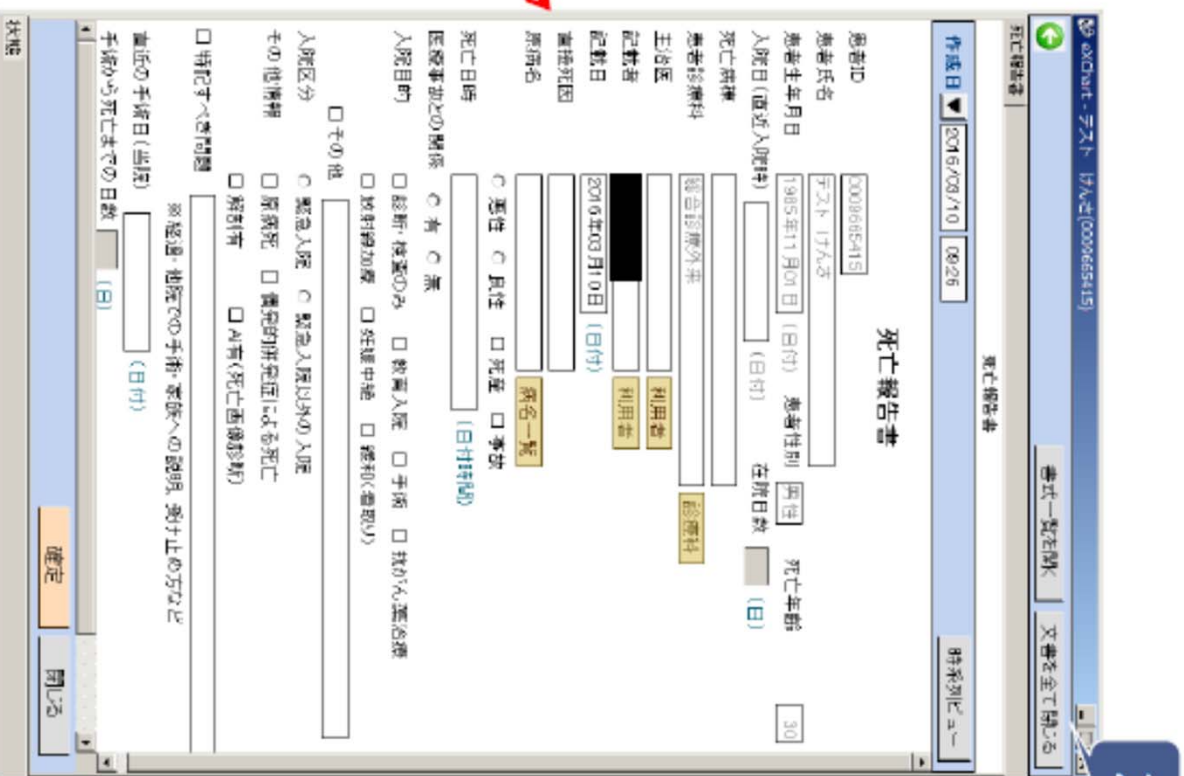 eXChart - テスト けんさ(0009665415)
書式一覧を開く 文書を全て閉じる
死亡報告書
死亡報告書
作成日 ▼ 2016/03/10 09:26 時系列ビュー
死亡報告書
患者ID 0009665415
患者氏名 テスト けんさ
患者生年月日 1985年11月01日 (日付) 患者性別 男性 死亡年齢 30
入院日(直近入院時) (日付) 在院日数 (日)
死亡病棟
患者診療科 総合診療外来 診療科
主治医 利用者
記載者 利用者
記載日 2016年03月10日 (日付)
直接死因
原病名 病名一覧
○ 悪性 ○ 良性 □ 死産 □ 事故
死亡日時 (日付時間)
医療事故との関係 ○ 有 ○ 無
入院目的 □ 診断・検査のみ □ 教育入院 □ 手術 □ 抗がん薬治療
□ 放射線加療 □ 妊娠中絶 □ 緩和(看取り)
□ その他
入院区分 ○ 緊急入院 ○ 緊急入院以外の入院
その他情報 □ 原病死 □ 偶発的併発症による死亡
□ 解剖有 □ AI有(死亡画像診断)
□ 特記すべき問題
※経過・他院での手術・家族への説明、受け止め方など
直近の手術日(当院) (日付)
手術から死亡までの日数 (日)
確定 閉じる
状態